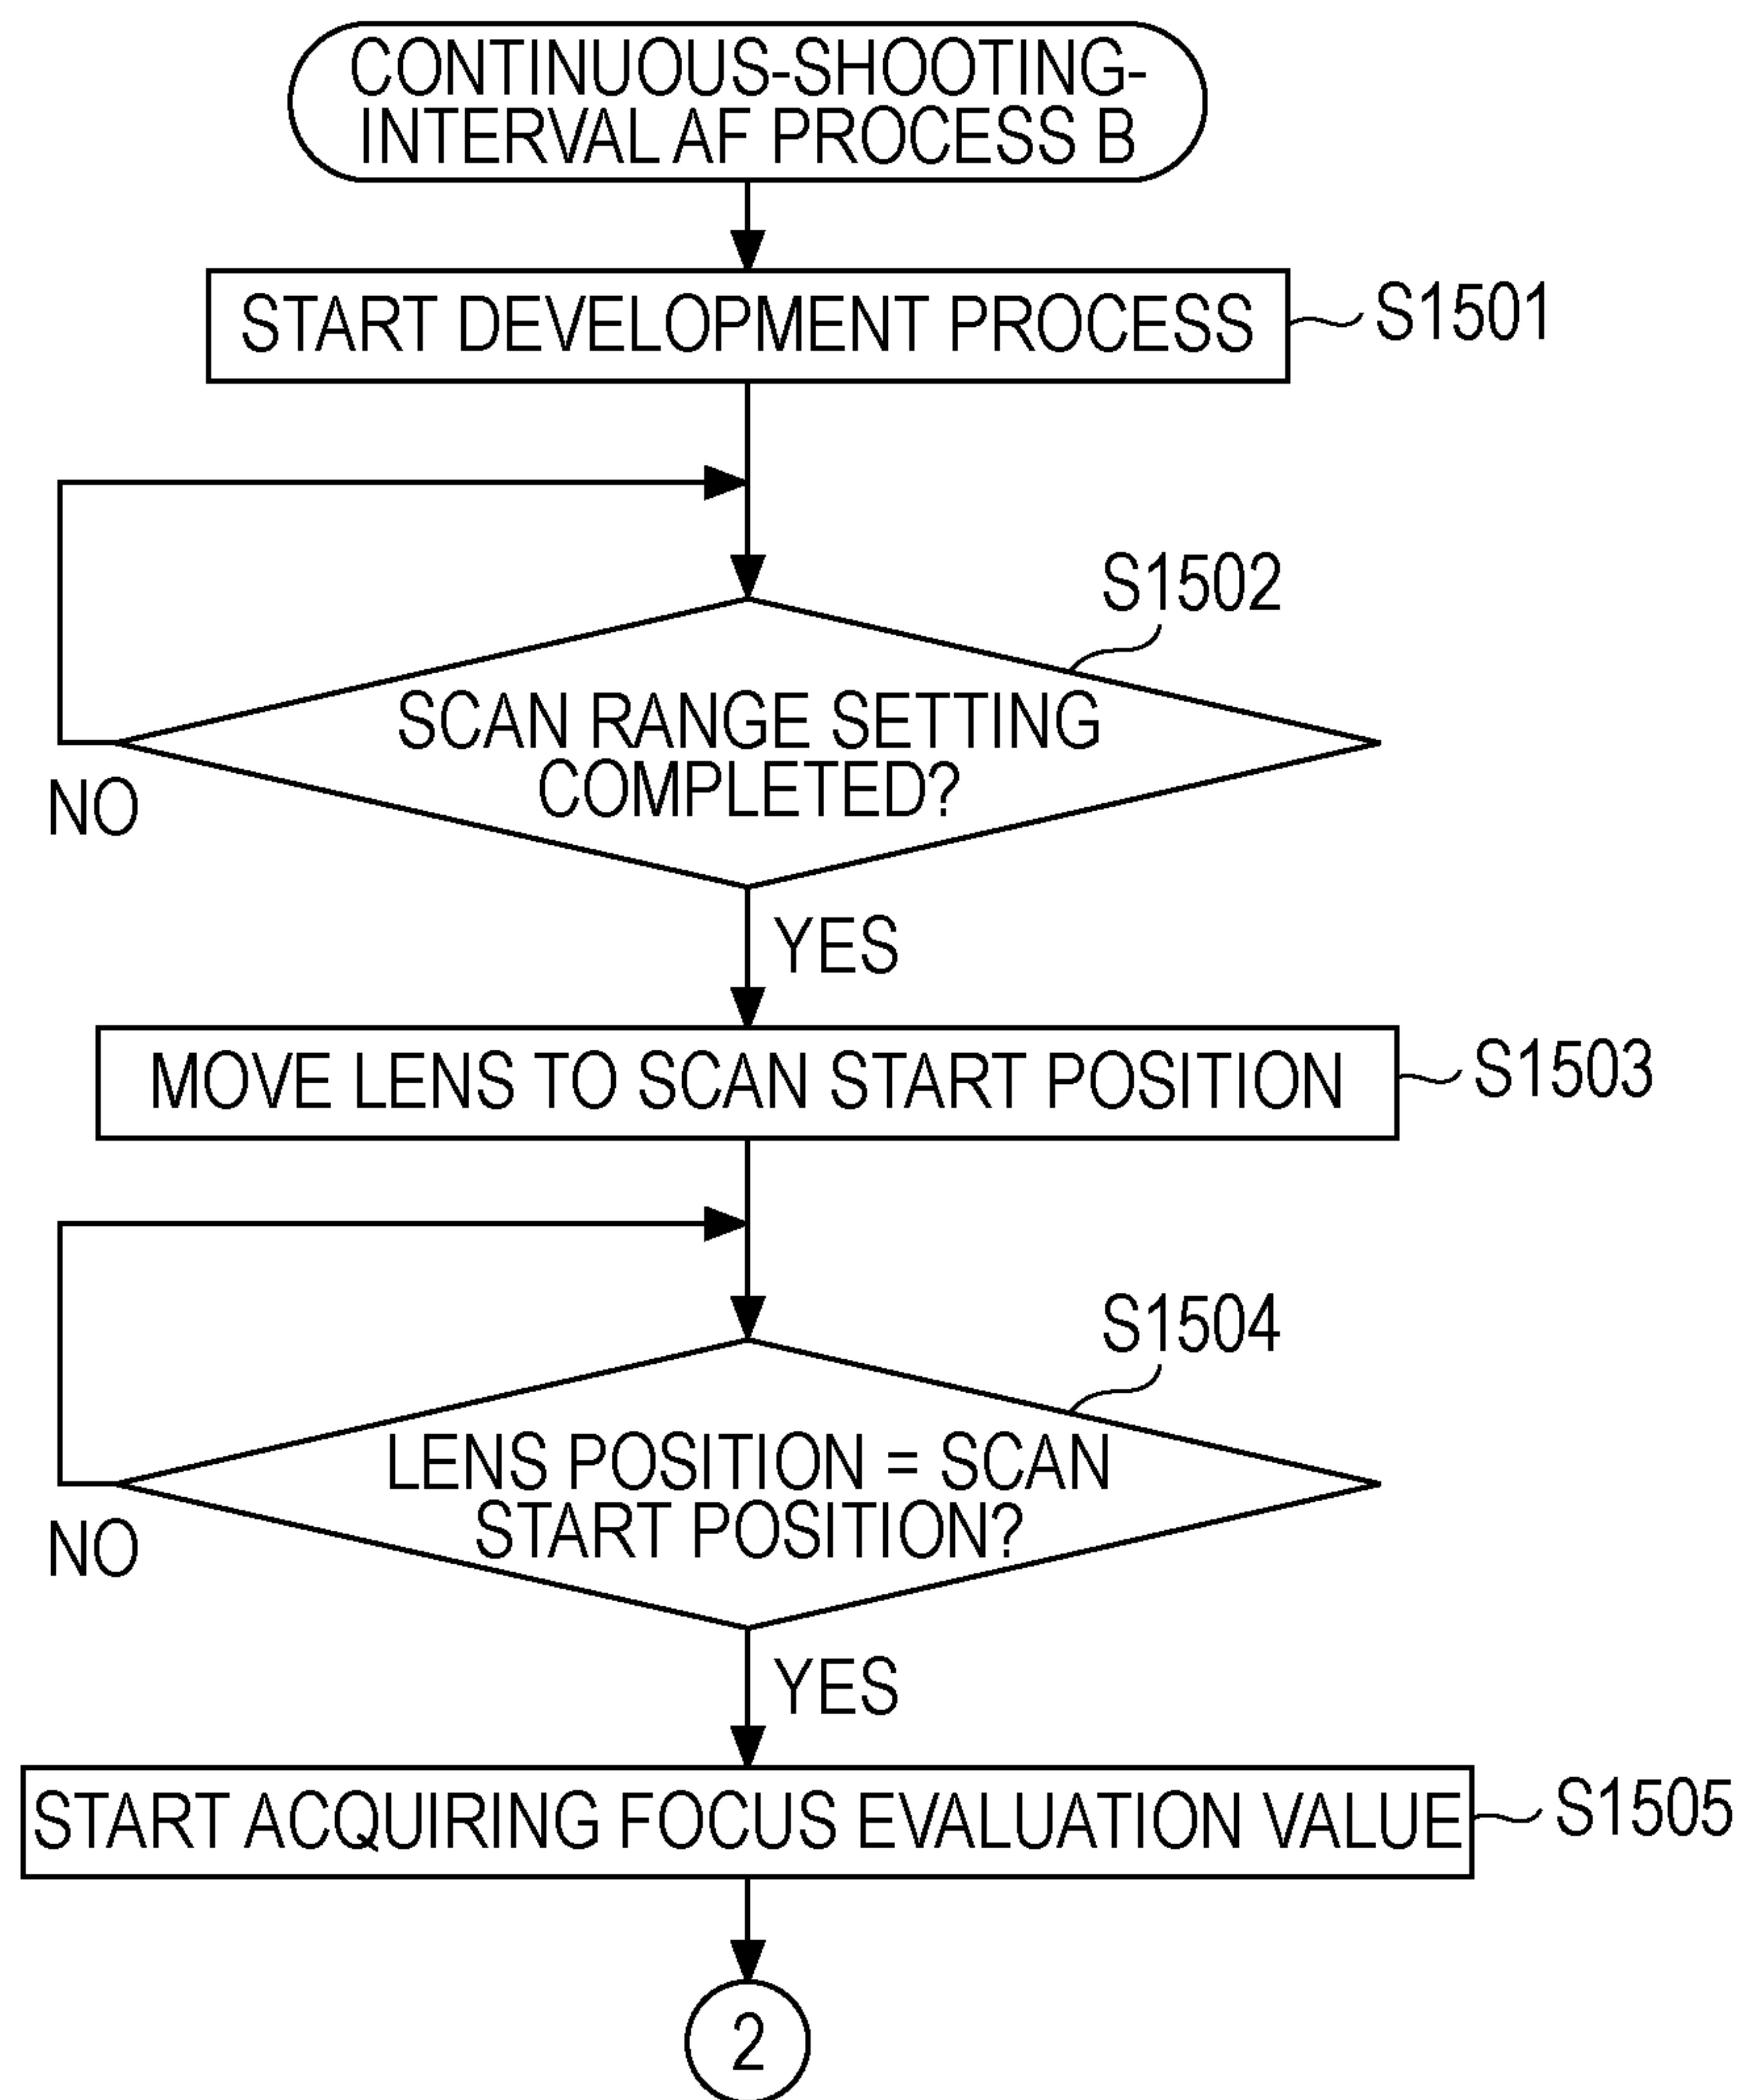 CONTINUOUS-SHOOTING-
INTERVAL AF PROCESS B
START DEVELOPMENT PROCESS
S1501
S1502
SCAN RANGE SETTING
COMPLETED?
NO
YES
MOVE LENS TO SCAN START POSITION
S1503
S1504
LENS POSITION = SCAN
START POSITION?
NO
YES
START ACQUIRING FOCUS EVALUATION VALUE
S1505
2